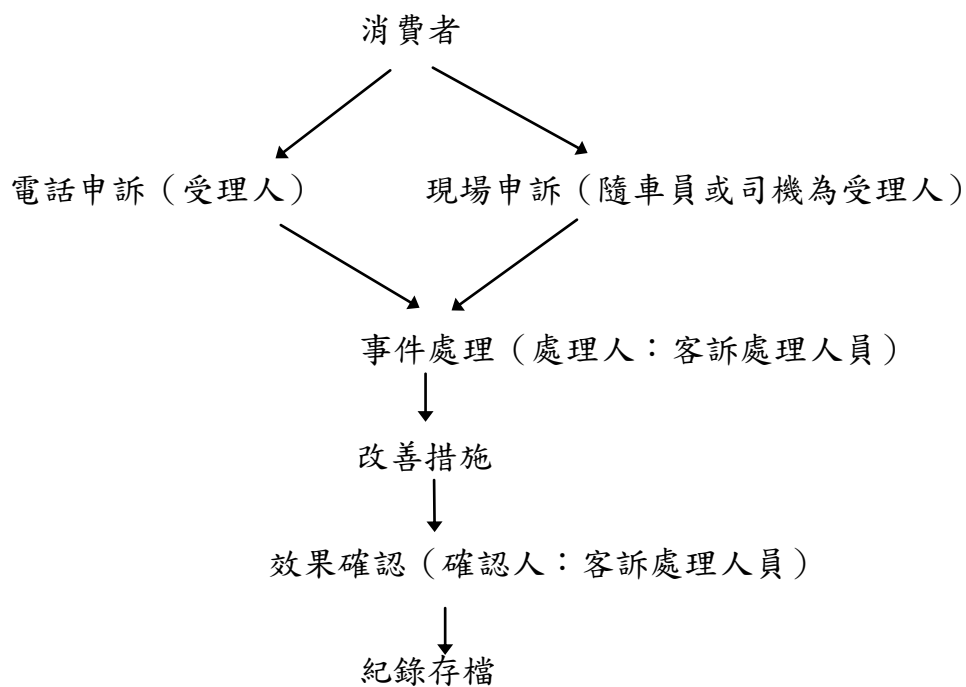 消費者
電話申訴（受理人） 現場申訴（隨車員或司機為受理人）
事件處理（處理人：客訴處理人員）
改善措施
效果確認（確認人：客訴處理人員）
紀錄存檔